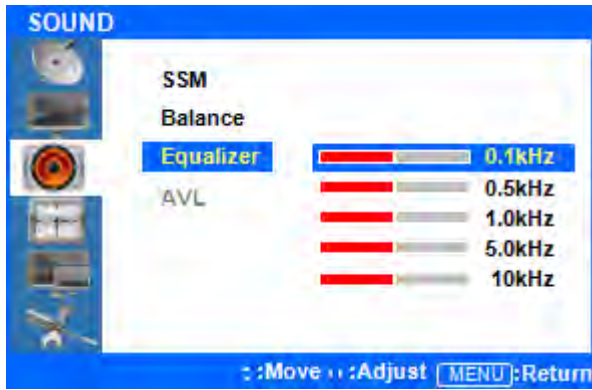 SOUND
SSM
Balance
Equalizer 0.1kHz
AVL 0.5kHz
1.0kHz
5.0kHz
10kHz
:Move :Adjust MENU:Return